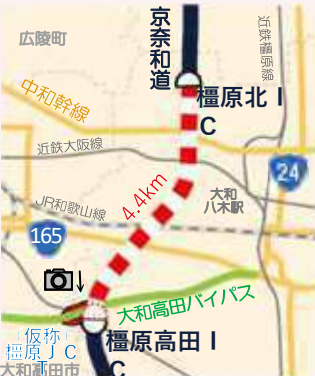 広陵町
京奈和道
近鉄橿原線
橿原北I
C
中和幹線
近鉄大阪線
24
大和
八木駅
4.4km
JR和歌山線
165
大和高田バイパス
仮称
橿原JC
T
橿原高田I
C
大和高田市